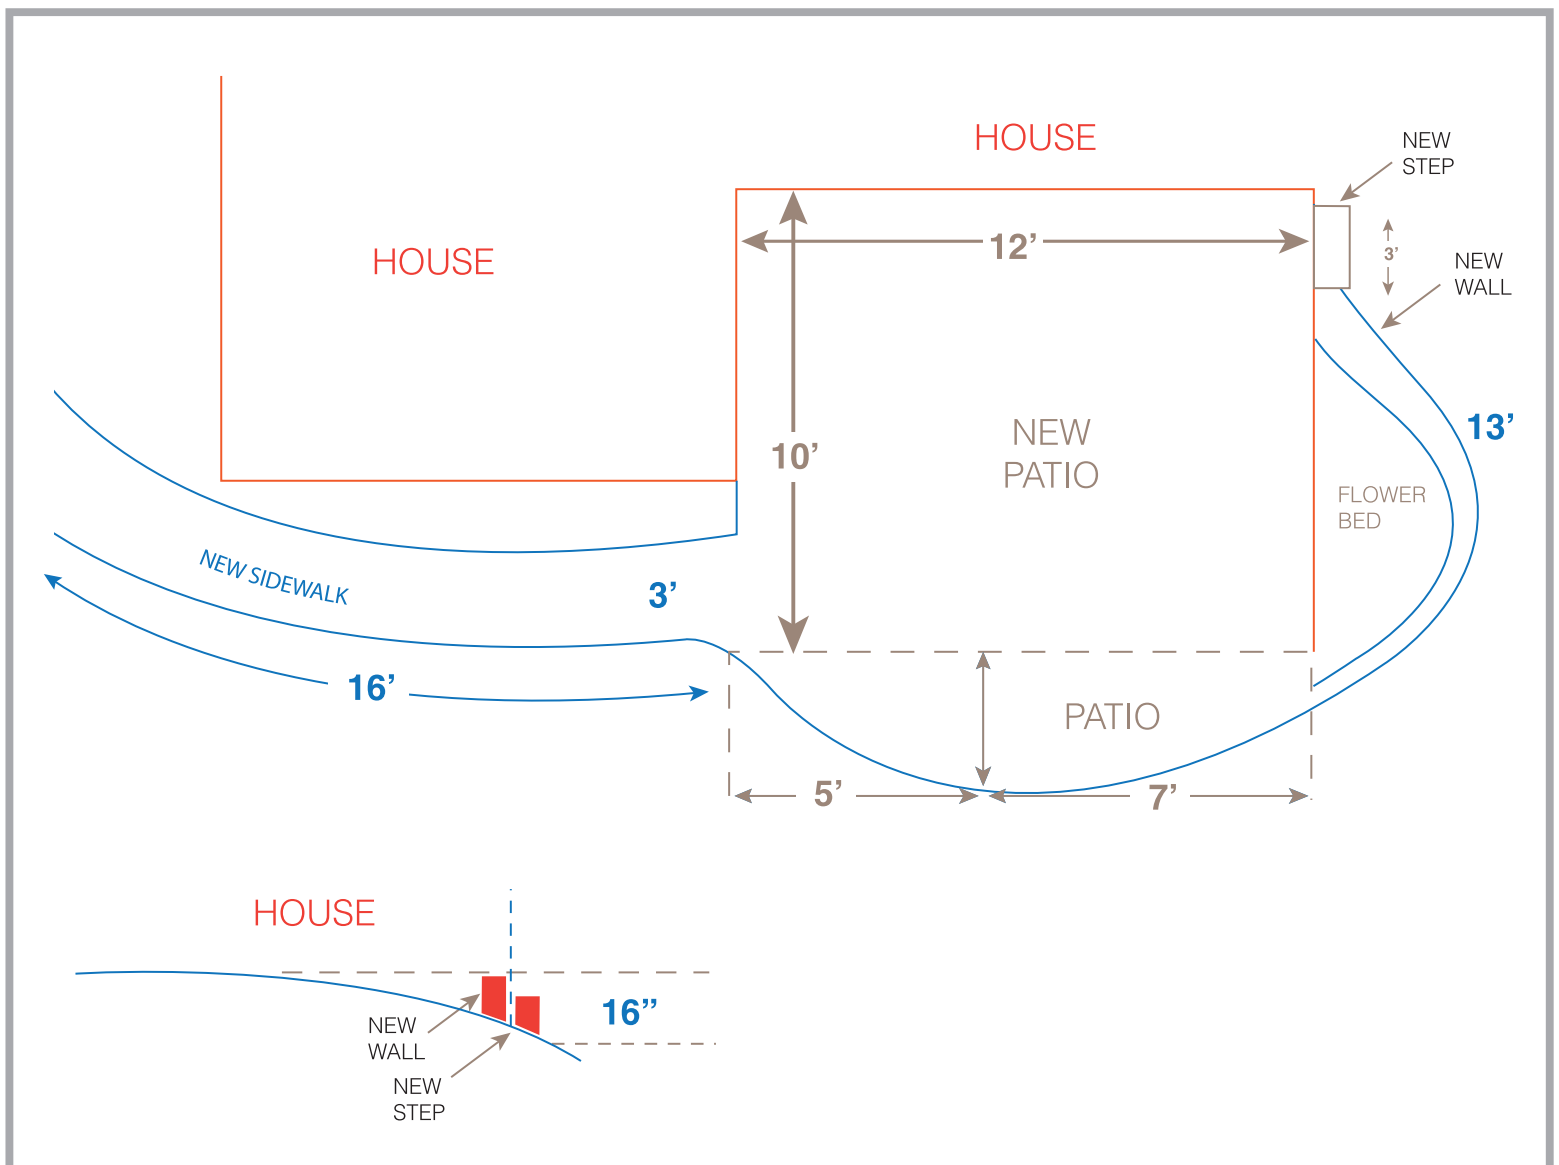 HOUSE
NEW
STEP
12’
HOUSE
3’
NEW
WALL
13’
NEW
PATIO
10’
FLOWER
BED
NEW SIDEWALK
3’
16’
PATIO
5’
7’
HOUSE
16”
NEW
WALL
NEW
STEP